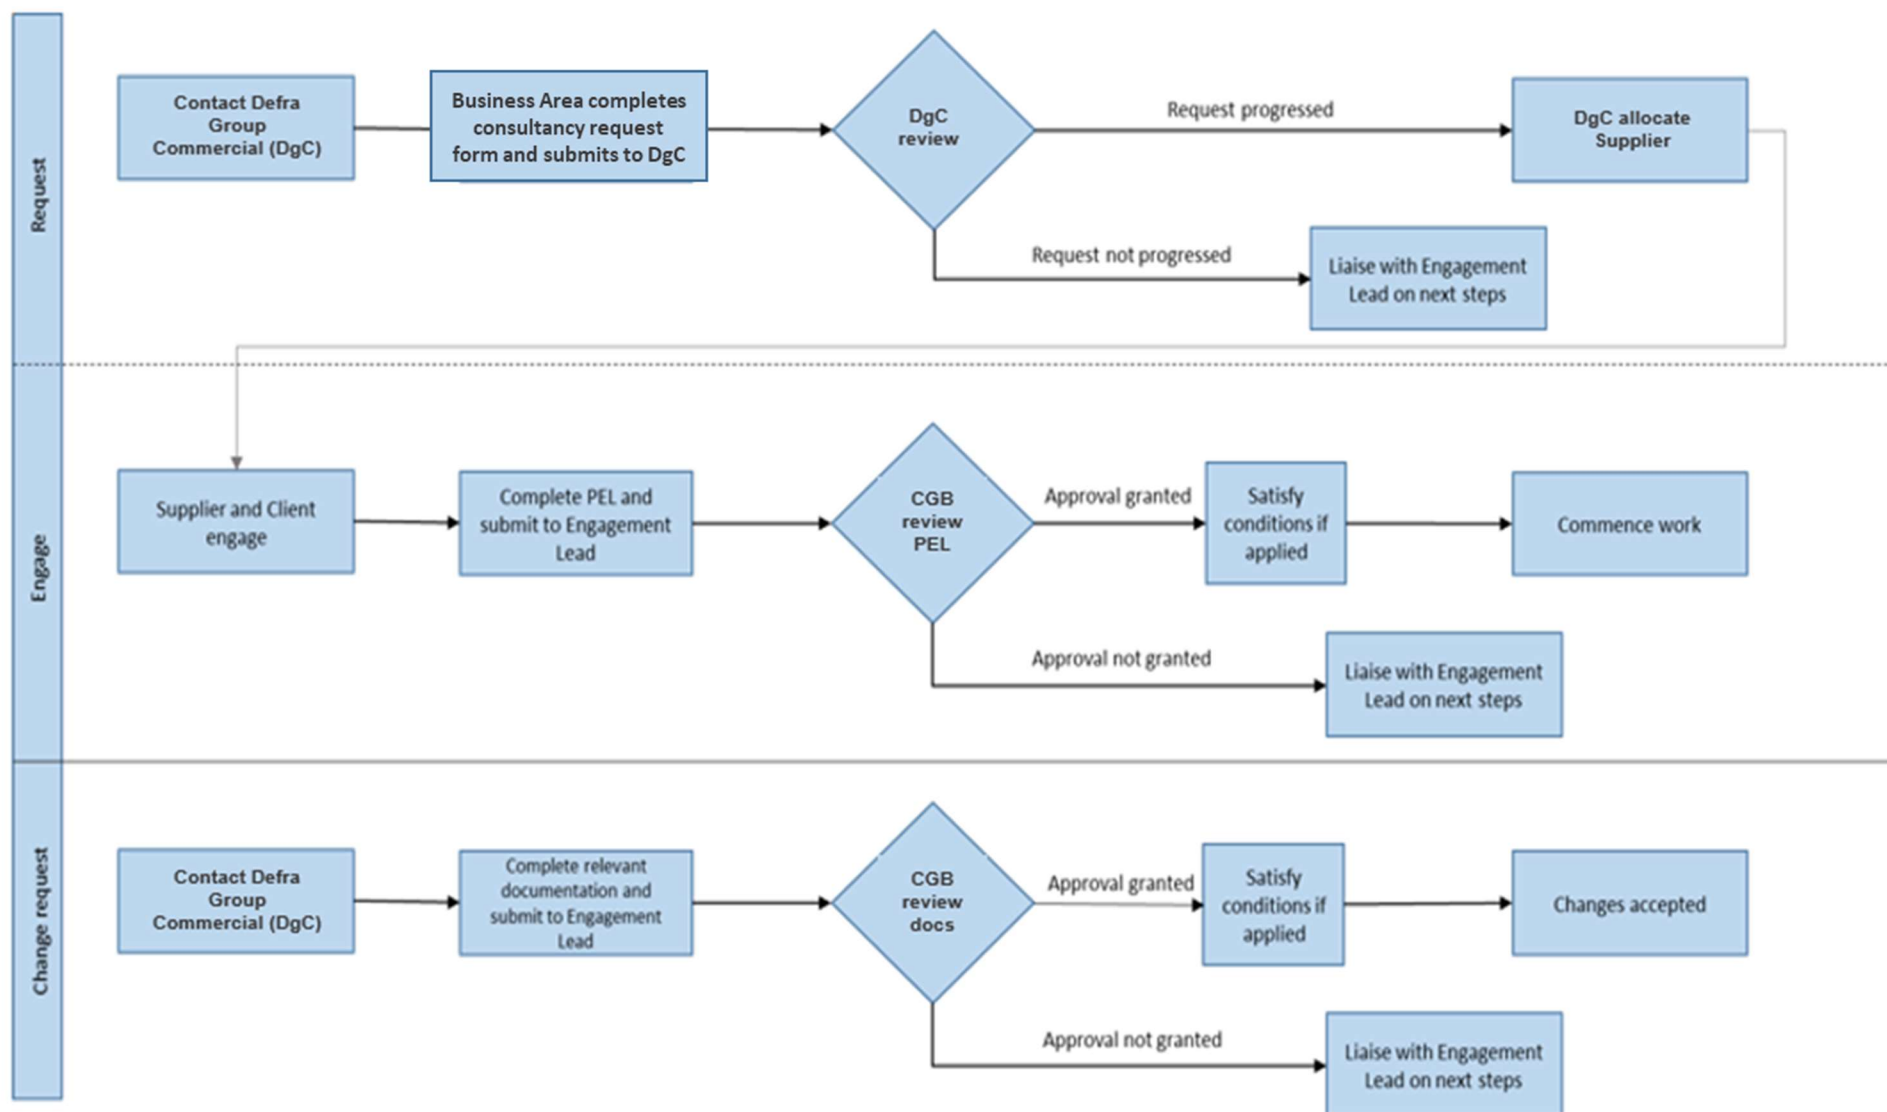 Request
Contact Defra
Group
Commercial (DgC)
Business Area completes
consultancy request
form and submits to DgC
DgC
review
Request progressed
DgC allocate
Supplier
Request not progressed
Liaise with Engagement
Lead on next steps
Engage
Supplier and Client
engage
Complete PEL and
submit to Engagement
Lead
CGB
review
PEL
Approval granted
Satisfy
conditions if
applied
Commence work
Approval not granted
Liaise with Engagement
Lead on next steps
Change request
Contact Defra
Group
Commercial (DgC)
Complete relevant
documentation and
submit to Engagement
Lead
CGB
review
docs
Approval granted
Satisfy
conditions if
applied
Changes accepted
Approval not granted
Liaise with Engagement
Lead on next steps